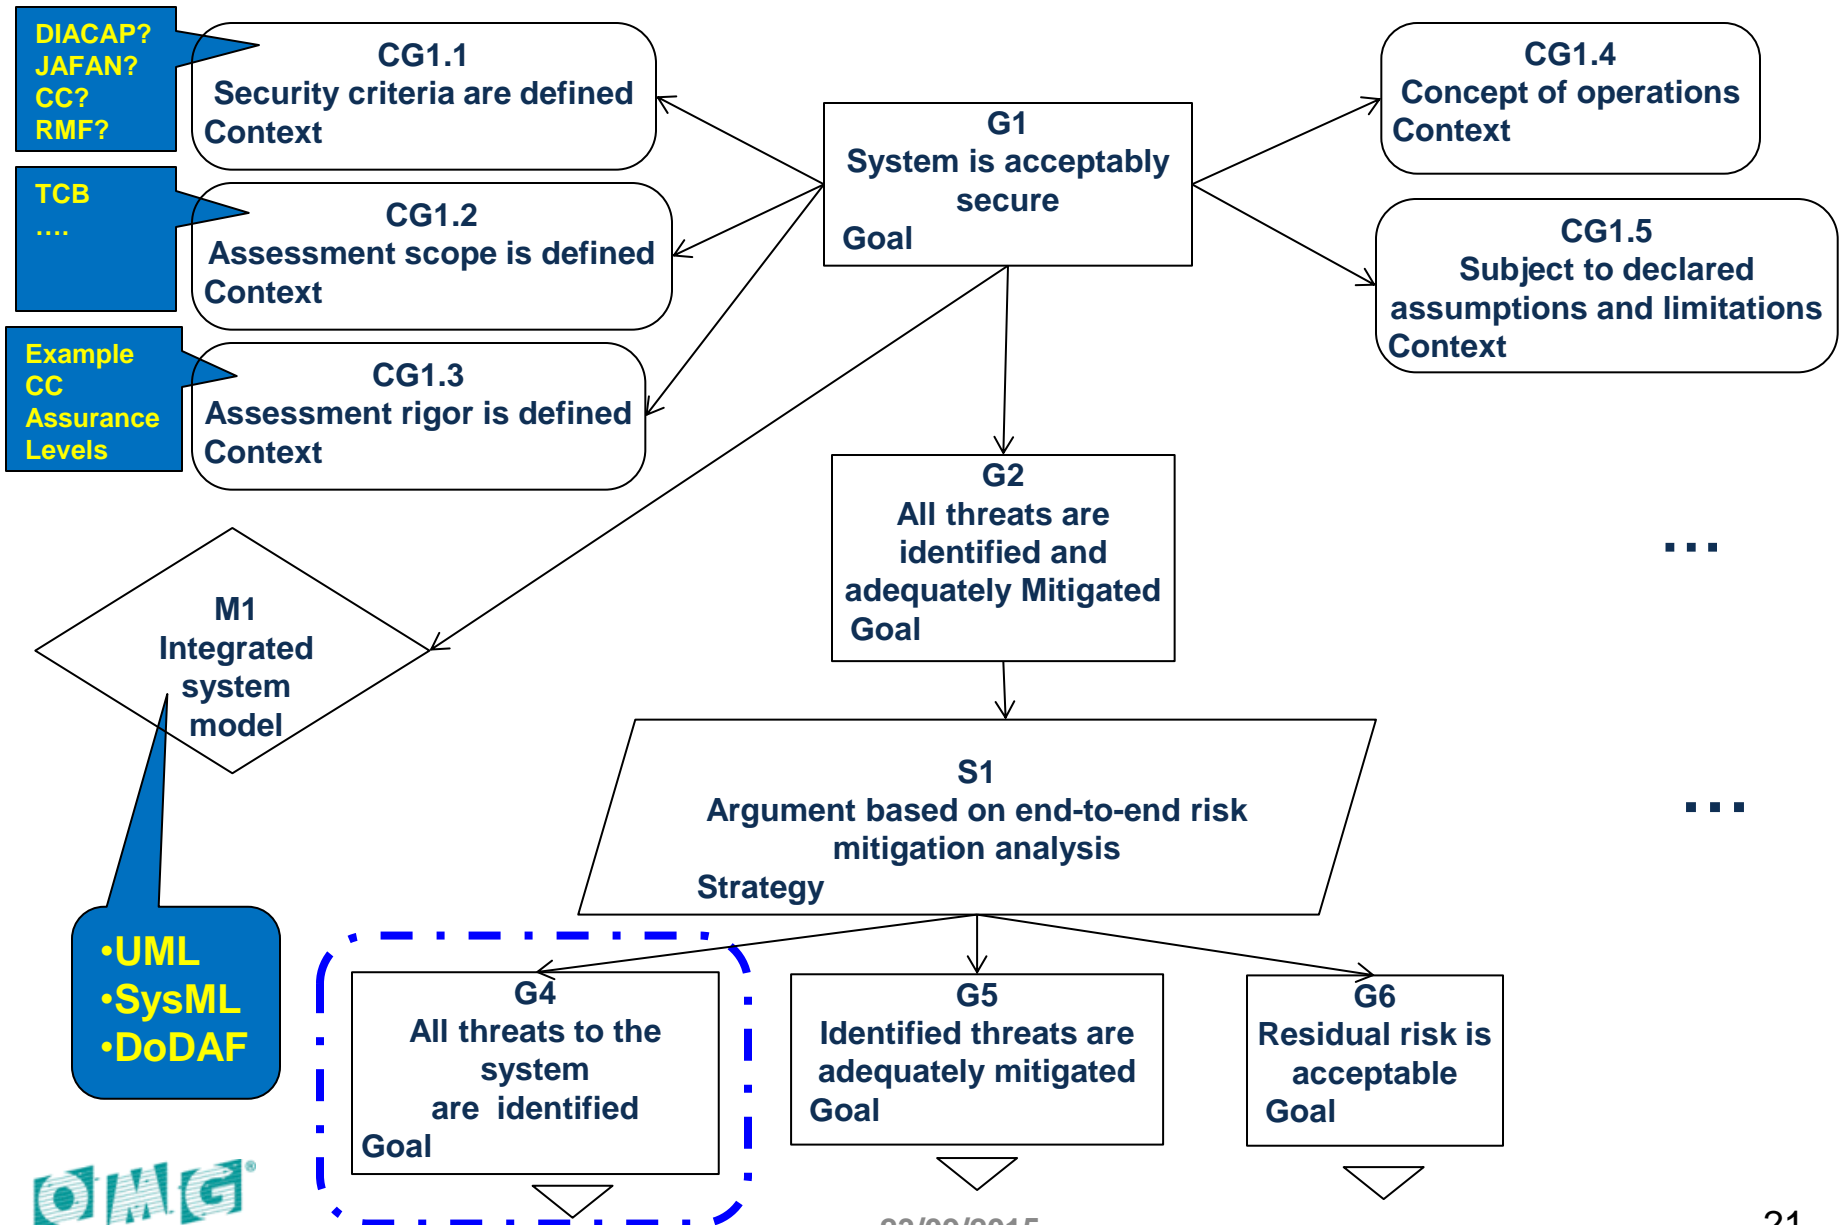 DIACAP?
JAFAN?
CC?
RMF?
CG1.1
Security criteria are defined
Context
TCB
....
CG1.2
Assessment scope is defined
Context
Example
CC
Assurance
Levels
CG1.3
Assessment rigor is defined
Context
G1
System is acceptably
secure
Goal
CG1.4
Concept of operations
Context
CG1.5
Subject to declared
assumptions and limitations
Context
G2
All threats are
identified and
adequately Mitigated
Goal
...
M1
Integrated
system
model
S1
Argument based on end-to-end risk
mitigation analysis
Strategy
...
•UML
•SysML
•DoDAF
G4
All threats to the
system
are identified
Goal
G5
Identified threats are
adequately mitigated
Goal
G6
Residual risk is
acceptable
Goal
OMG®
21